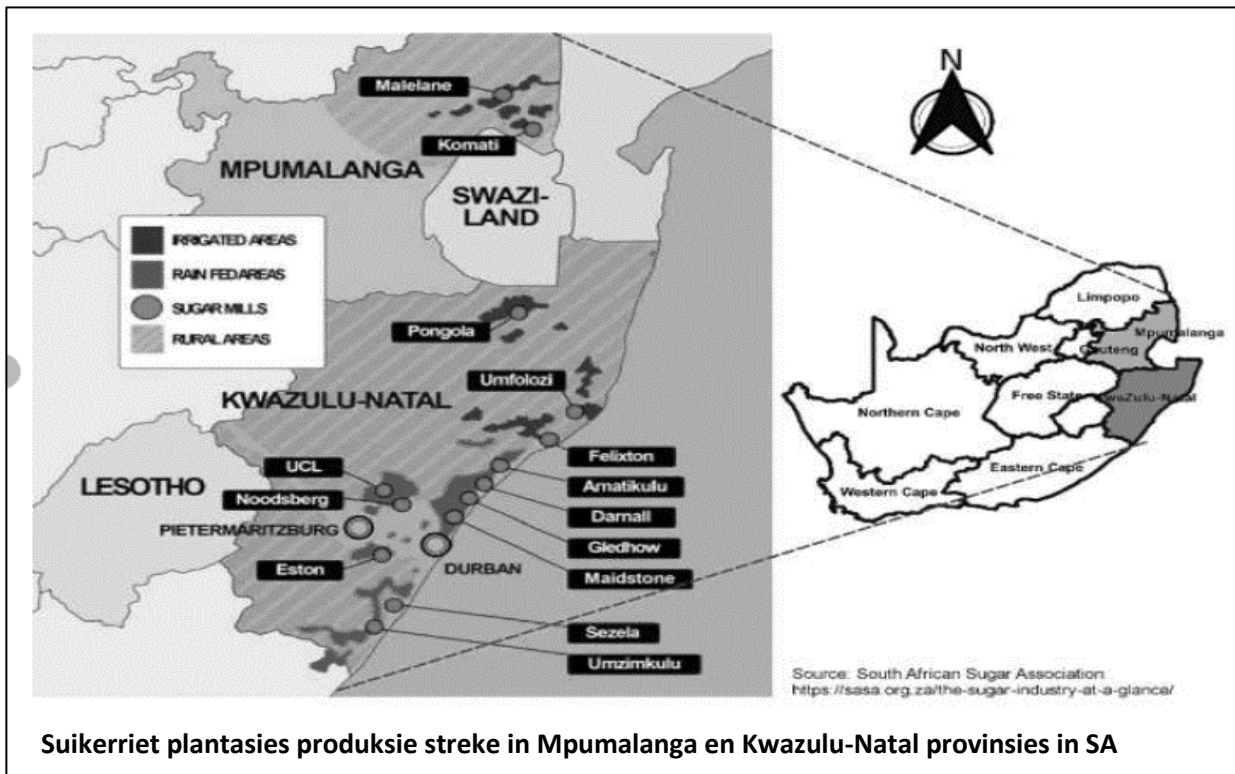 Malelane
Komati
MPUMALANGA
SWAZI-
LAND
IRRIGATED AREAS
RAIN FED AREAS
SUGAR MILLS
RURAL AREAS
Pongola
Umfolozi
KWAZULU-NATAL
Felixton
UCL
Amatikulu
LESOTHO
Noodsberg
Darnall
PIETERMARITZBURG
Gledhow
Eston
DURBAN
Maidstone
Sezela
Umzimkulu
N
Limpopo
Mpumalanga
North West
Gauteng
Free State
KwaZulu-Natal
Northern Cape
Eastern Cape
Western Cape
Source: South African Sugar Association
https://sasa.org.za/the-sugar-industry-at-a-glance/
Suikerriet plantasies produksie streke in Mpumalanga en Kwazulu-Natal provinsies in SA